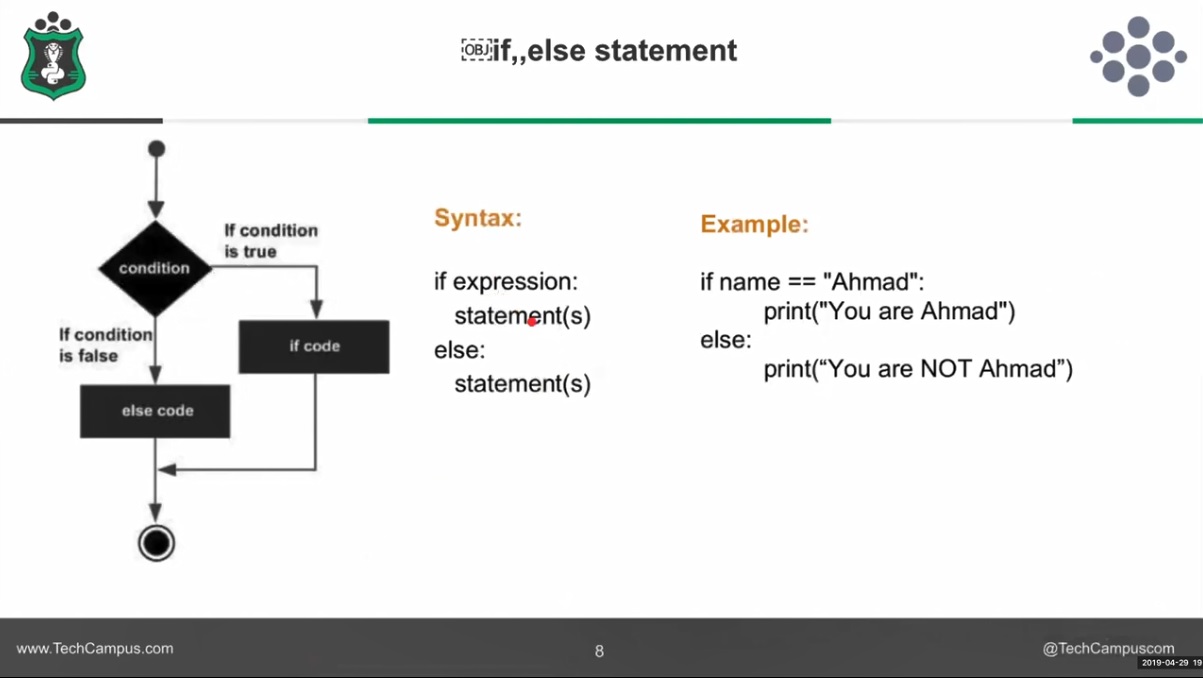 if,,else statement
If condition
is true
condition
If condition
is false
if code
else code
Syntax:
if expression:
statement(s)
else:
statement(s)
Example:
if name == "Ahmad":
print("You are Ahmad")
else:
print(“You are NOT Ahmad”)
www.TechCampus.com
8
@TechCampuscom
2019-04-29 19